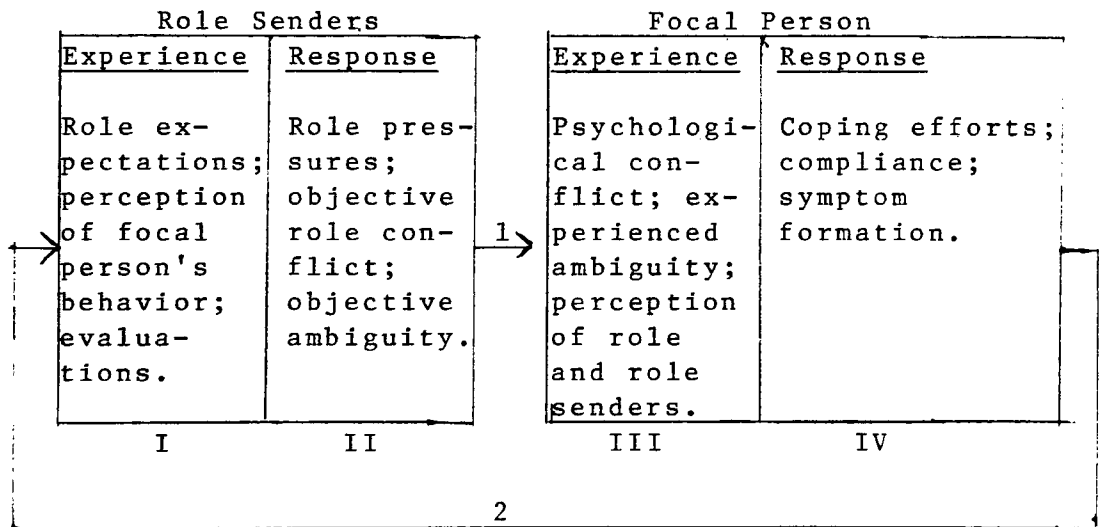 Role Senders
Focal Person
Experience
Role ex-
pectations;
perception
of focal
person's
behavior;
evalua-
tions.
Response
Role pres-
sures;
objective
role con-
flict;
objective
ambiguity.
1
Experience
Psychologi-
cal con-
flict; ex-
perienced
ambiguity;
perception
of role
and role
senders.
Response
Coping efforts;
compliance;
symptom
formation.
I
II
III
IV
2